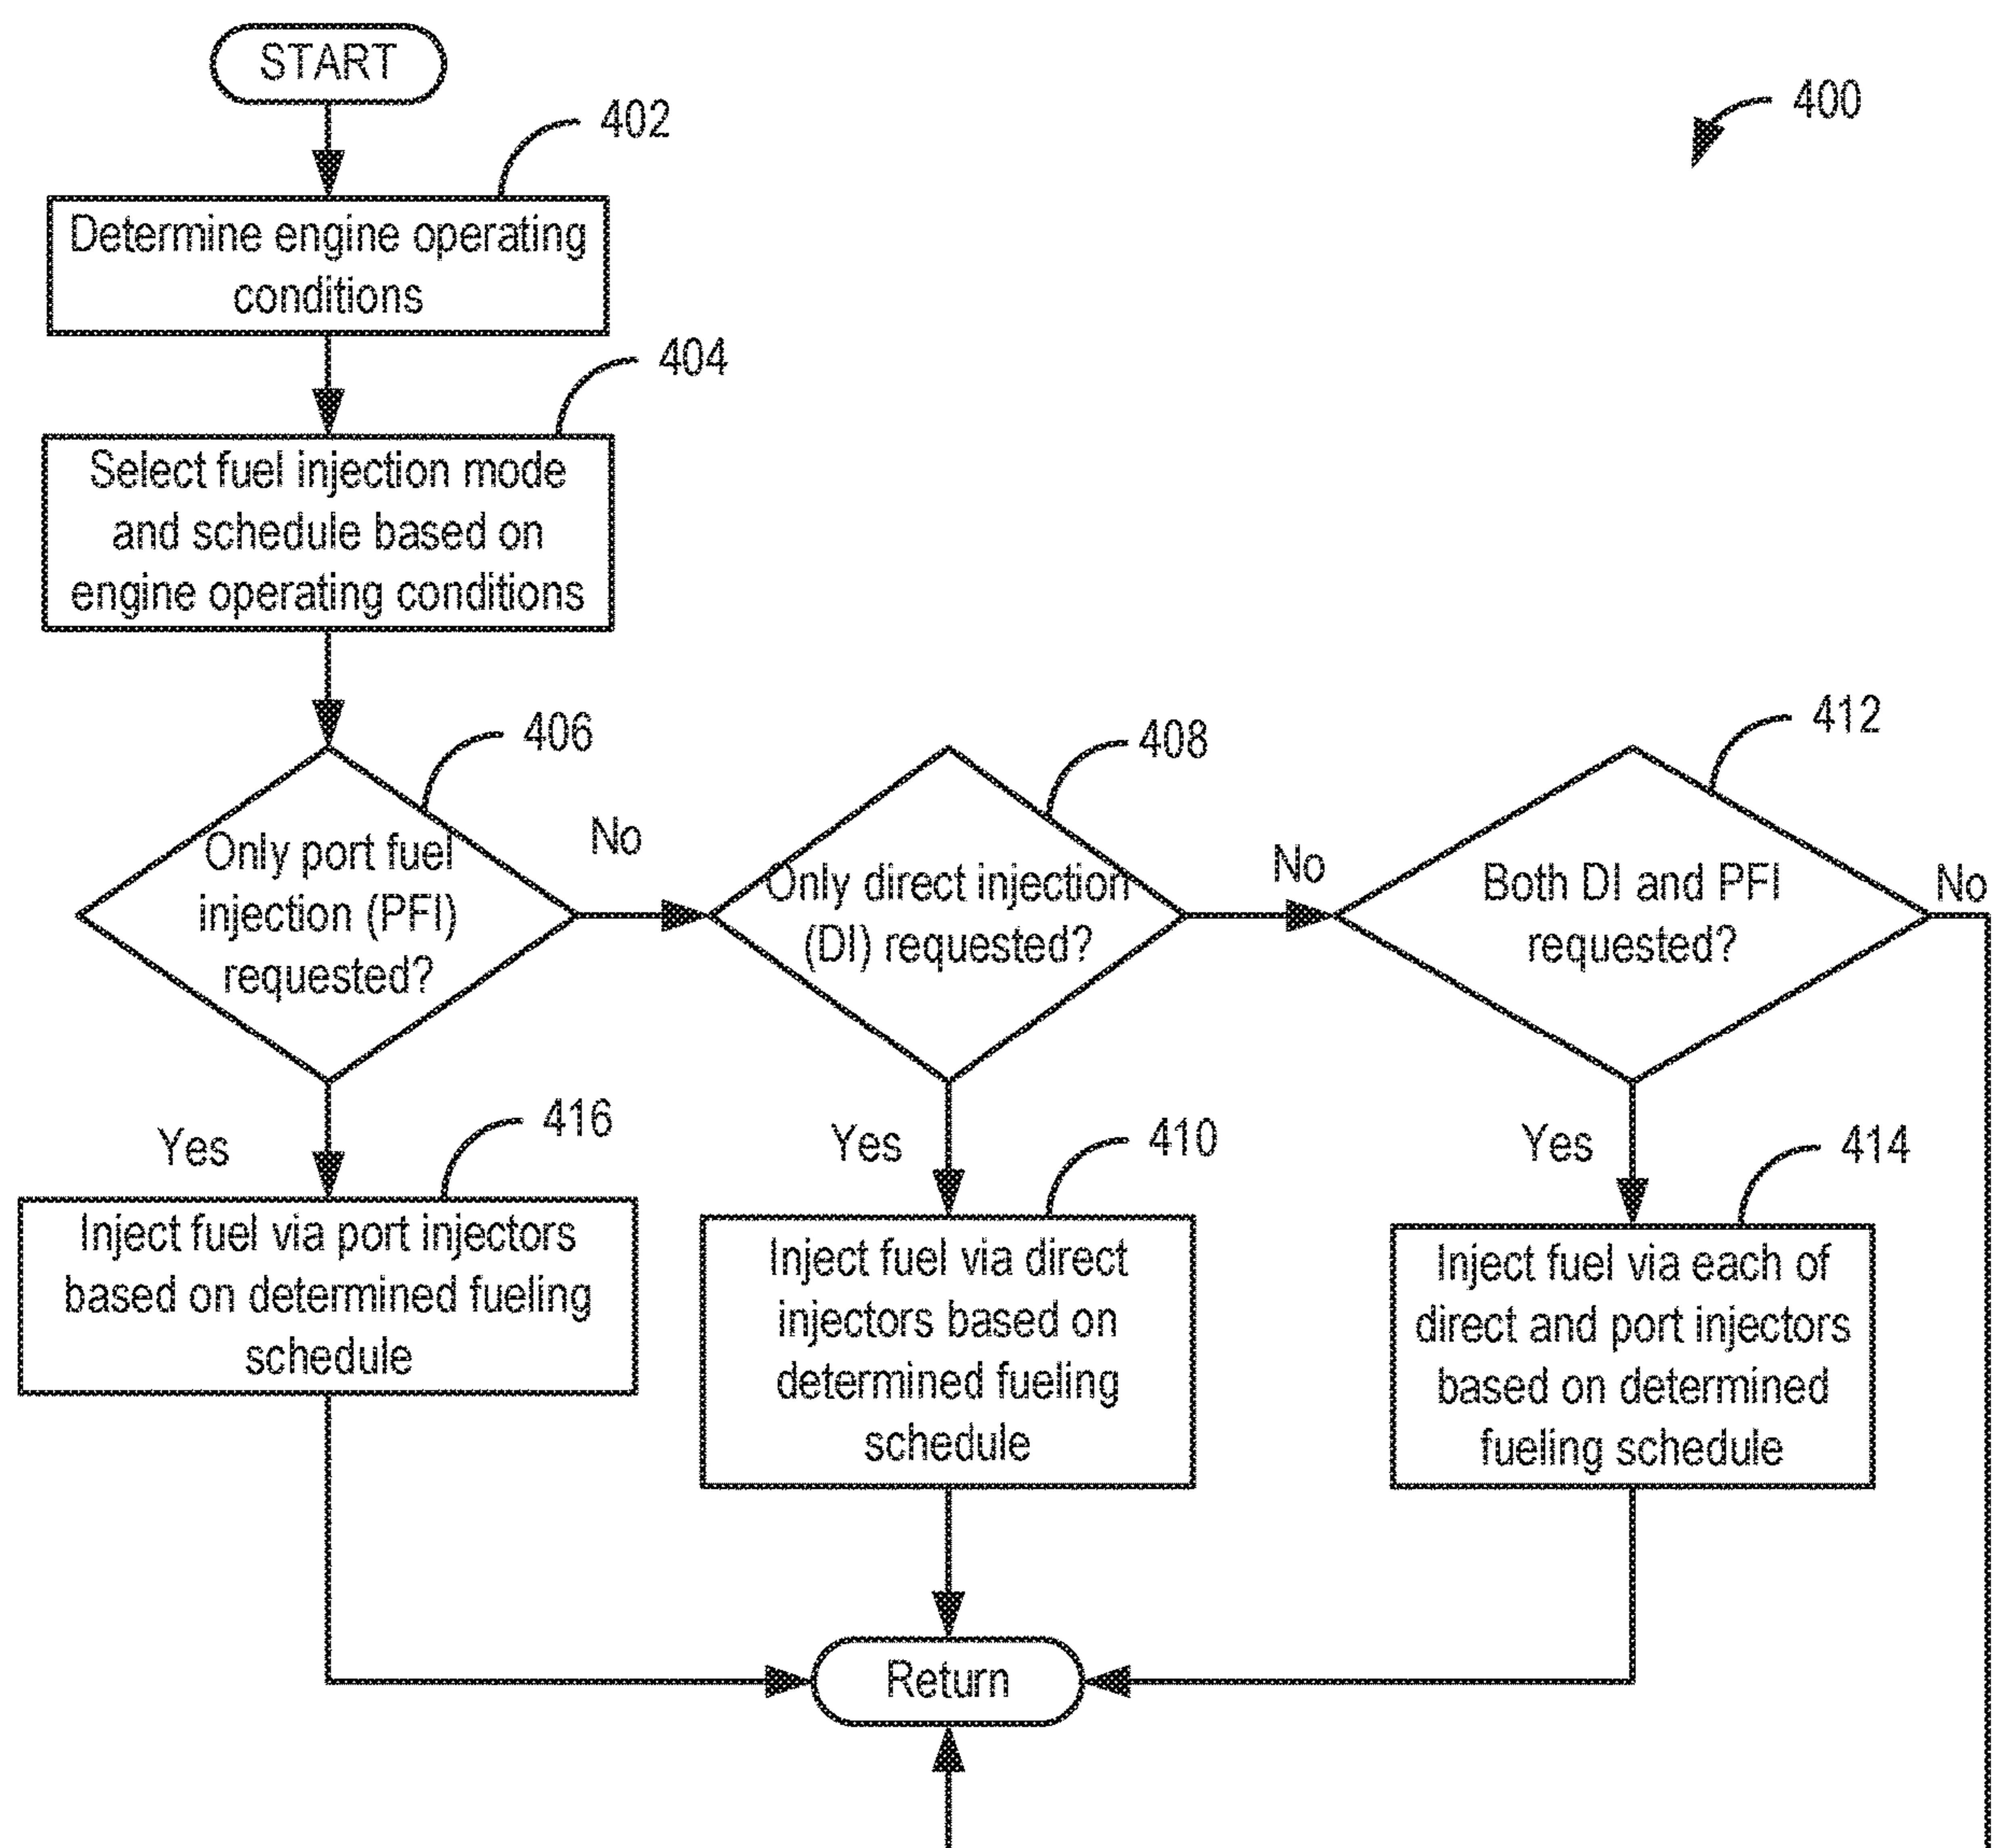 START
400
402
Determine engine operating
conditions
404
Select fuel injection mode
and schedule based on
engine operating conditions
406
Only port fuel
injection (PFI)
requested?
No
408
Only direct injection
(DI) requested?
No
412
Both DI and PFI
requested?
No
Yes
416
Inject fuel via port injectors
based on determined fueling
schedule
Yes
410
Inject fuel via direct
injectors based on
determined fueling
schedule
Yes
414
Inject fuel via each of
direct and port injectors
based on determined
fueling schedule
Return